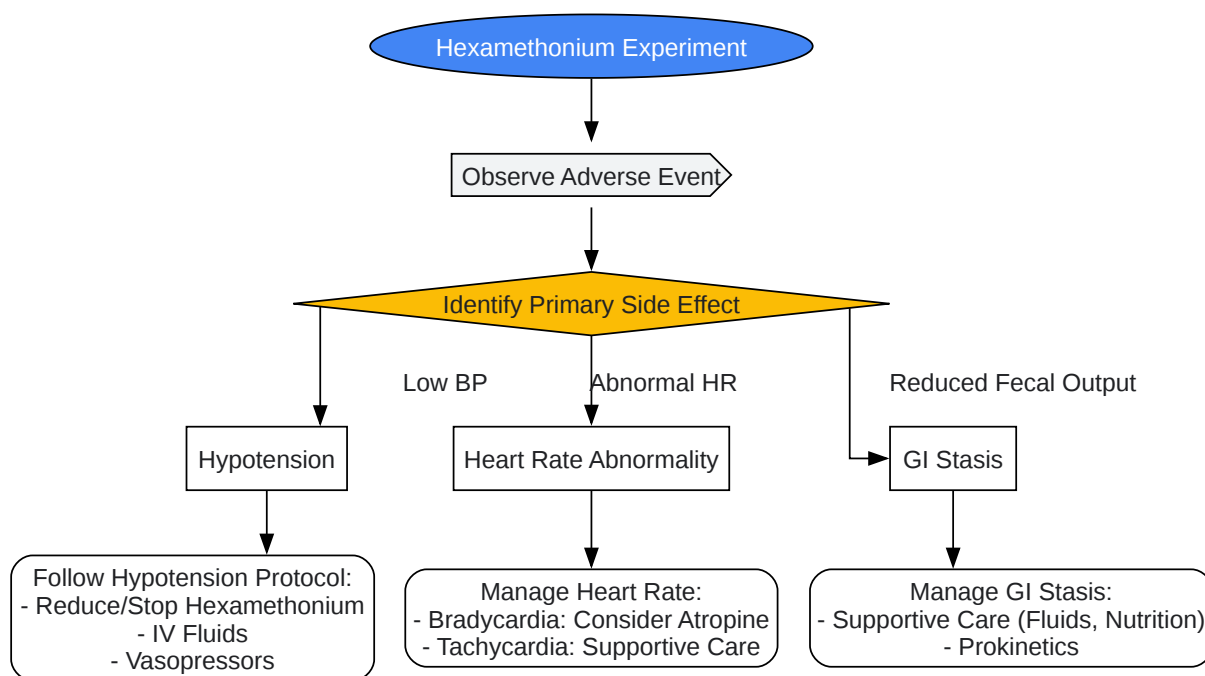 Hexamethonium Experiment
Observe Adverse Event
Identify Primary Side Effect
Low BP
Abnormal HR
Reduced Fecal Output
Hypotension
Heart Rate Abnormality
GI Stasis
Follow Hypotension Protocol:
- Reduce/Stop Hexamethonium
- IV Fluids
- Vasopressors
Manage Heart Rate:
- Bradycardia: Consider Atropine
- Tachycardia: Supportive Care
Manage GI Stasis:
- Supportive Care (Fluids, Nutrition)
- Prokinetics